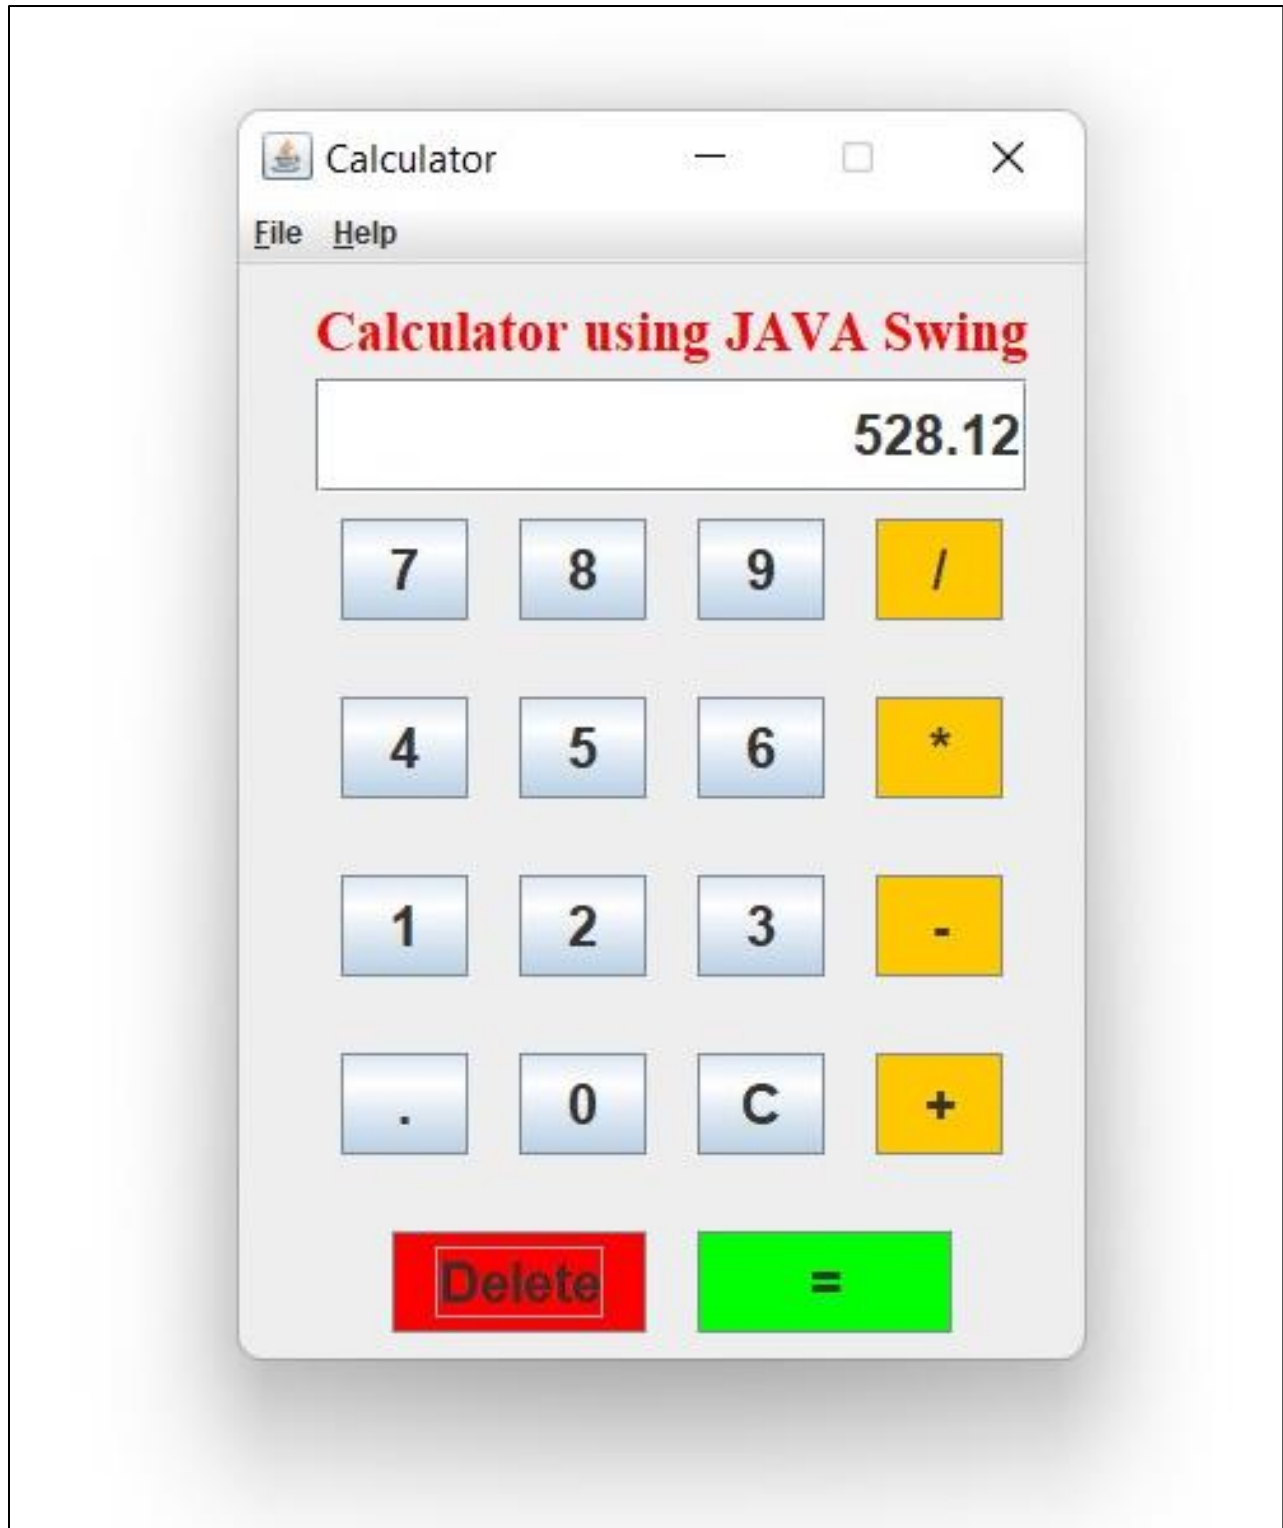 Calculator
File Help
Calculator using JAVA Swing
528.12
7 8 9 /
4 5 6 *
1 2 3 -
. 0 C +
Delete =